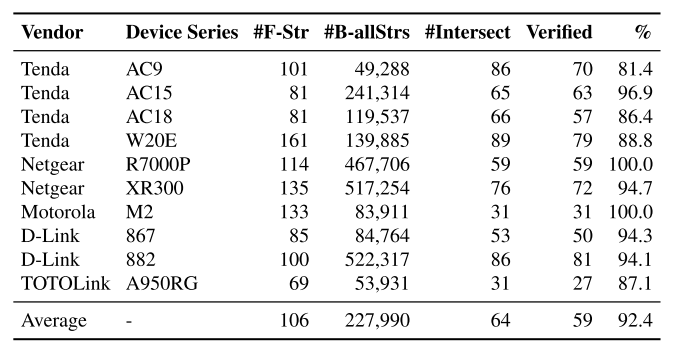 Vendor Device Series #F-Str #B-allStrs #Intersect Verified %
Tenda AC9 101 49,288 86 70 81.4
Tenda AC15 81 241,314 65 63 96.9
Tenda AC18 81 119,537 66 57 86.4
Tenda W20E 161 139,885 89 79 88.8
Netgear R7000P 114 467,706 59 59 100.0
Netgear XR300 135 517,254 76 72 94.7
Motorola M2 133 83,911 31 31 100.0
D-Link 867 85 84,764 53 50 94.3
D-Link 882 100 522,317 86 81 94.1
TOTOLink A950RG 69 53,931 31 27 87.1
Average - 106 227,990 64 59 92.4